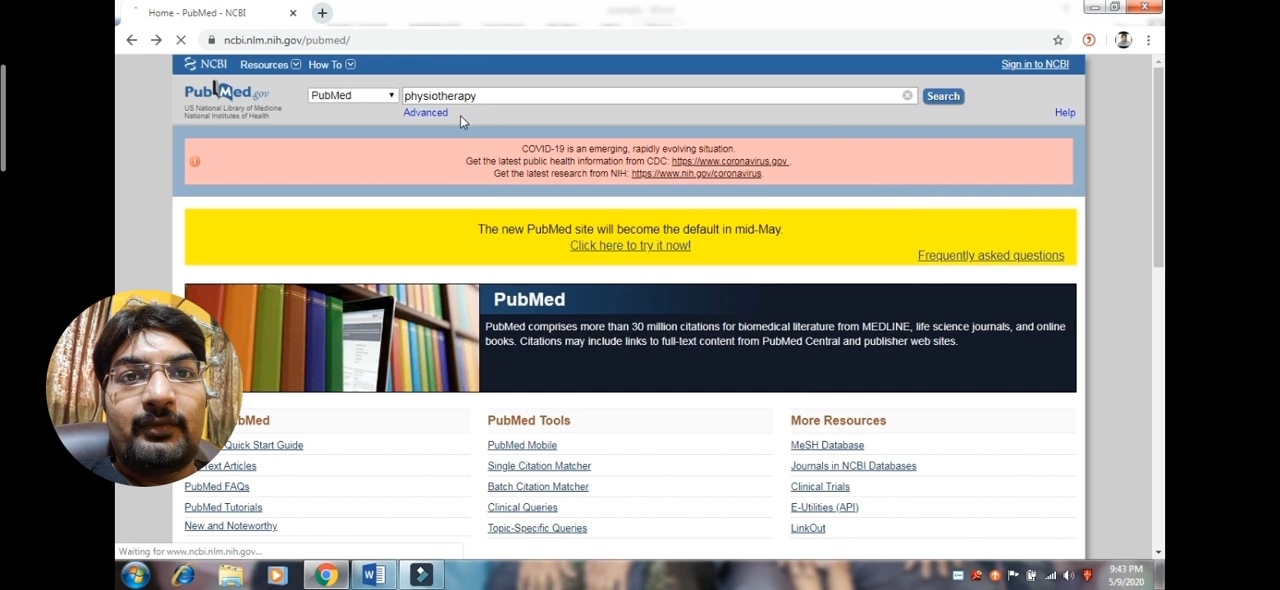 Home - PubMed - NCBI
ncbi.nlm.nih.gov/pubmed/
NCBI Resources How To Sign in to NCBI
PubMed.gov
US National Library of Medicine
National Institutes of Health
PubMed physiotherapy Search
Advanced Help
COVID-19 is an emerging, rapidly evolving situation.
Get the latest public health information from CDC: https://www.coronavirus.gov .
Get the latest research from NIH: https://www.nih.gov/coronavirus.
The new PubMed site will become the default in mid-May.
Click here to try it now!
Frequently asked questions
PubMed
PubMed comprises more than 30 million citations for biomedical literature from MEDLINE, life science journals, and online
books. Citations may include links to full-text content from PubMed Central and publisher web sites.
PubMed Tools More Resources
Quick Start Guide PubMed Mobile MeSH Database
Text Articles Single Citation Matcher Journals in NCBI Databases
PubMed FAQs Batch Citation Matcher Clinical Trials
PubMed Tutorials Clinical Queries E-Utilities (API)
New and Noteworthy Topic-Specific Queries LinkOut
Waiting for www.ncbi.nlm.nih.gov...
9:43 PM
5/9/2020